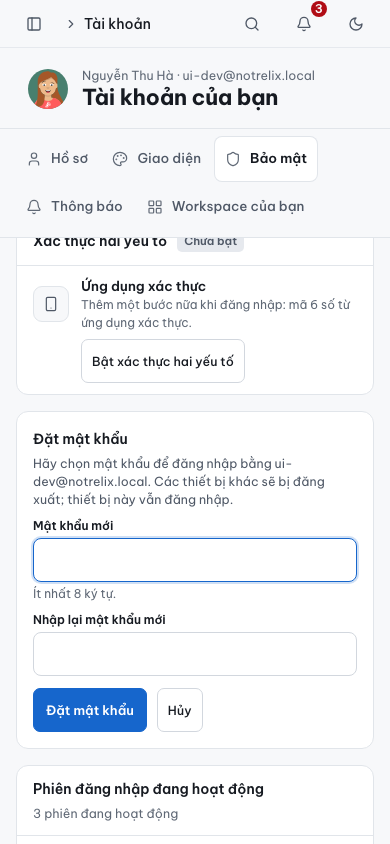 Tài khoản
3
Nguyễn Thu Hà · ui-dev@notrelix.local
Tài khoản của bạn
Hồ sơ
Giao diện
Bảo mật
Thông báo
Workspace của bạn
Xác thực hai yếu tố
Chưa bật
Ứng dụng xác thực
Thêm một bước nữa khi đăng nhập: mã 6 số từ
ứng dụng xác thực.
Bật xác thực hai yếu tố
Đặt mật khẩu
Hãy chọn mật khẩu để đăng nhập bằng ui-
dev@notrelix.local. Các thiết bị khác sẽ bị đăng
xuất; thiết bị này vẫn đăng nhập.
Mật khẩu mới
Ít nhất 8 ký tự.
Nhập lại mật khẩu mới
Đặt mật khẩu
Hủy
Phiên đăng nhập đang hoạt động
3 phiên đang hoạt động